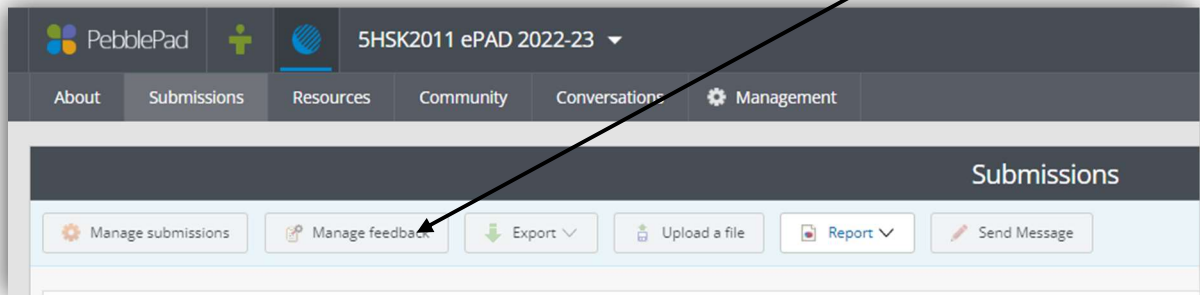 PebblePad 5HSK2011 ePAD 2022-23
About Submissions Resources Community Conversations Management
Submissions
Manage submissions Manage feedback Export Upload a file Report Send Message